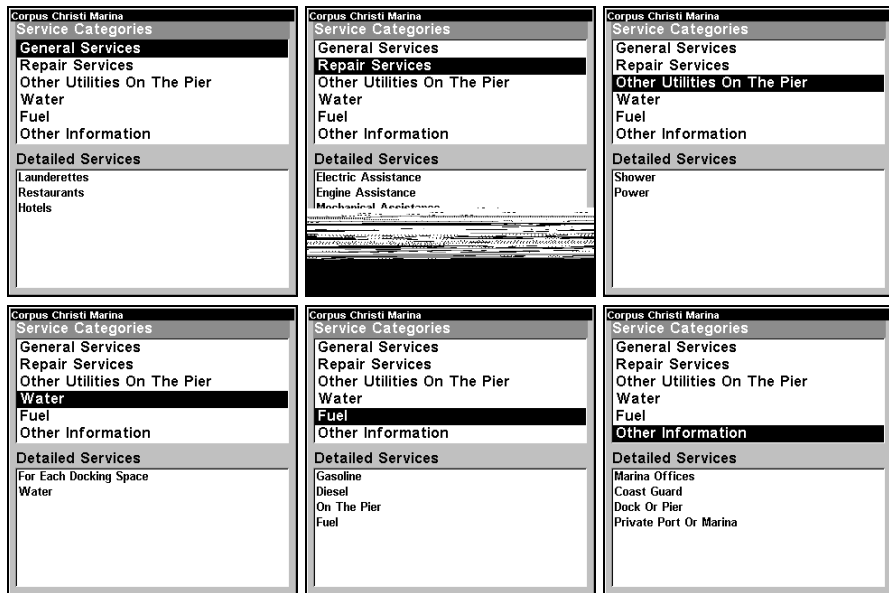 Corpus Christi Marina
Service Categories
General Services
Repair Services
Other Utilities On The Pier
Water
Fuel
Other Information
Detailed Services
Launderettes
Restaurants
Hotels
Corpus Christi Marina
Service Categories
General Services
Repair Services
Other Utilities On The Pier
Water
Fuel
Other Information
Detailed Services
Electric Assistance
Engine Assistance
Mechanical Assistance
Corpus Christi Marina
Service Categories
General Services
Repair Services
Other Utilities On The Pier
Water
Fuel
Other Information
Detailed Services
Shower
Power
Corpus Christi Marina
Service Categories
General Services
Repair Services
Other Utilities On The Pier
Water
Fuel
Other Information
Detailed Services
For Each Docking Space
Water
Corpus Christi Marina
Service Categories
General Services
Repair Services
Other Utilities On The Pier
Water
Fuel
Other Information
Detailed Services
Gasoline
Diesel
On The Pier
Fuel
Corpus Christi Marina
Service Categories
General Services
Repair Services
Other Utilities On The Pier
Water
Fuel
Other Information
Detailed Services
Marina Offices
Coast Guard
Dock Or Pier
Private Port Or Marina